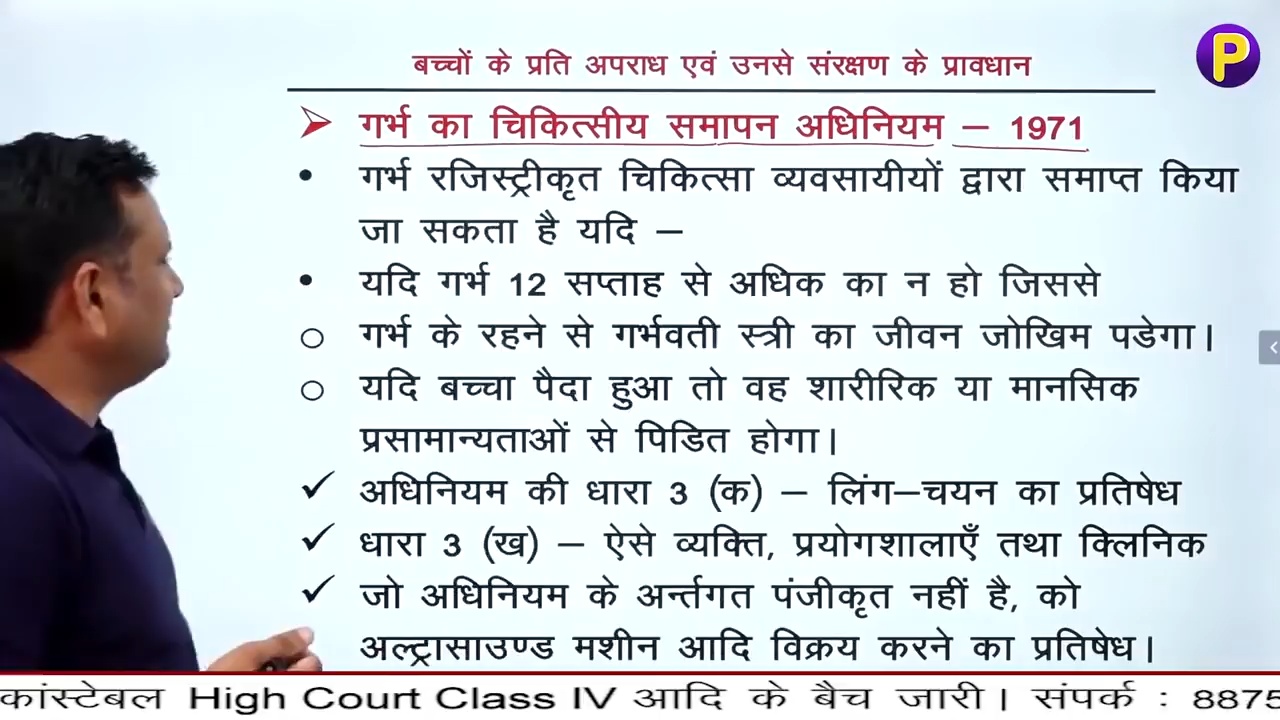 P
बच्चों के प्रति अपराध एवं उनसे संरक्षण के प्रावधान
गर्भ का चिकित्सीय समापन अधिनियम – 1971
गर्भ रजिस्ट्रीकृत चिकित्सा व्यवसायीयों द्वारा समाप्त किया
जा सकता है यदि –
यदि गर्भ 12 सप्ताह से अधिक का न हो जिससे
गर्भ के रहने से गर्भवती स्त्री का जीवन जोखिम पडेगा।
यदि बच्चा पैदा हुआ तो वह शारीरिक या मानसिक
प्रसामान्यताओं से पिडित होगा।
अधिनियम की धारा 3 (क) – लिंग–चयन का प्रतिषेध
धारा 3 (ख) – ऐसे व्यक्ति, प्रयोगशालाएँ तथा क्लिनिक
जो अधिनियम के अर्न्तगत पंजीकृत नहीं है, को
अल्ट्रासाउण्ड मशीन आदि विक्रय करने का प्रतिषेध।
कांस्टेबल High Court Class IV आदि के बैच जारी। संपर्क : 8875